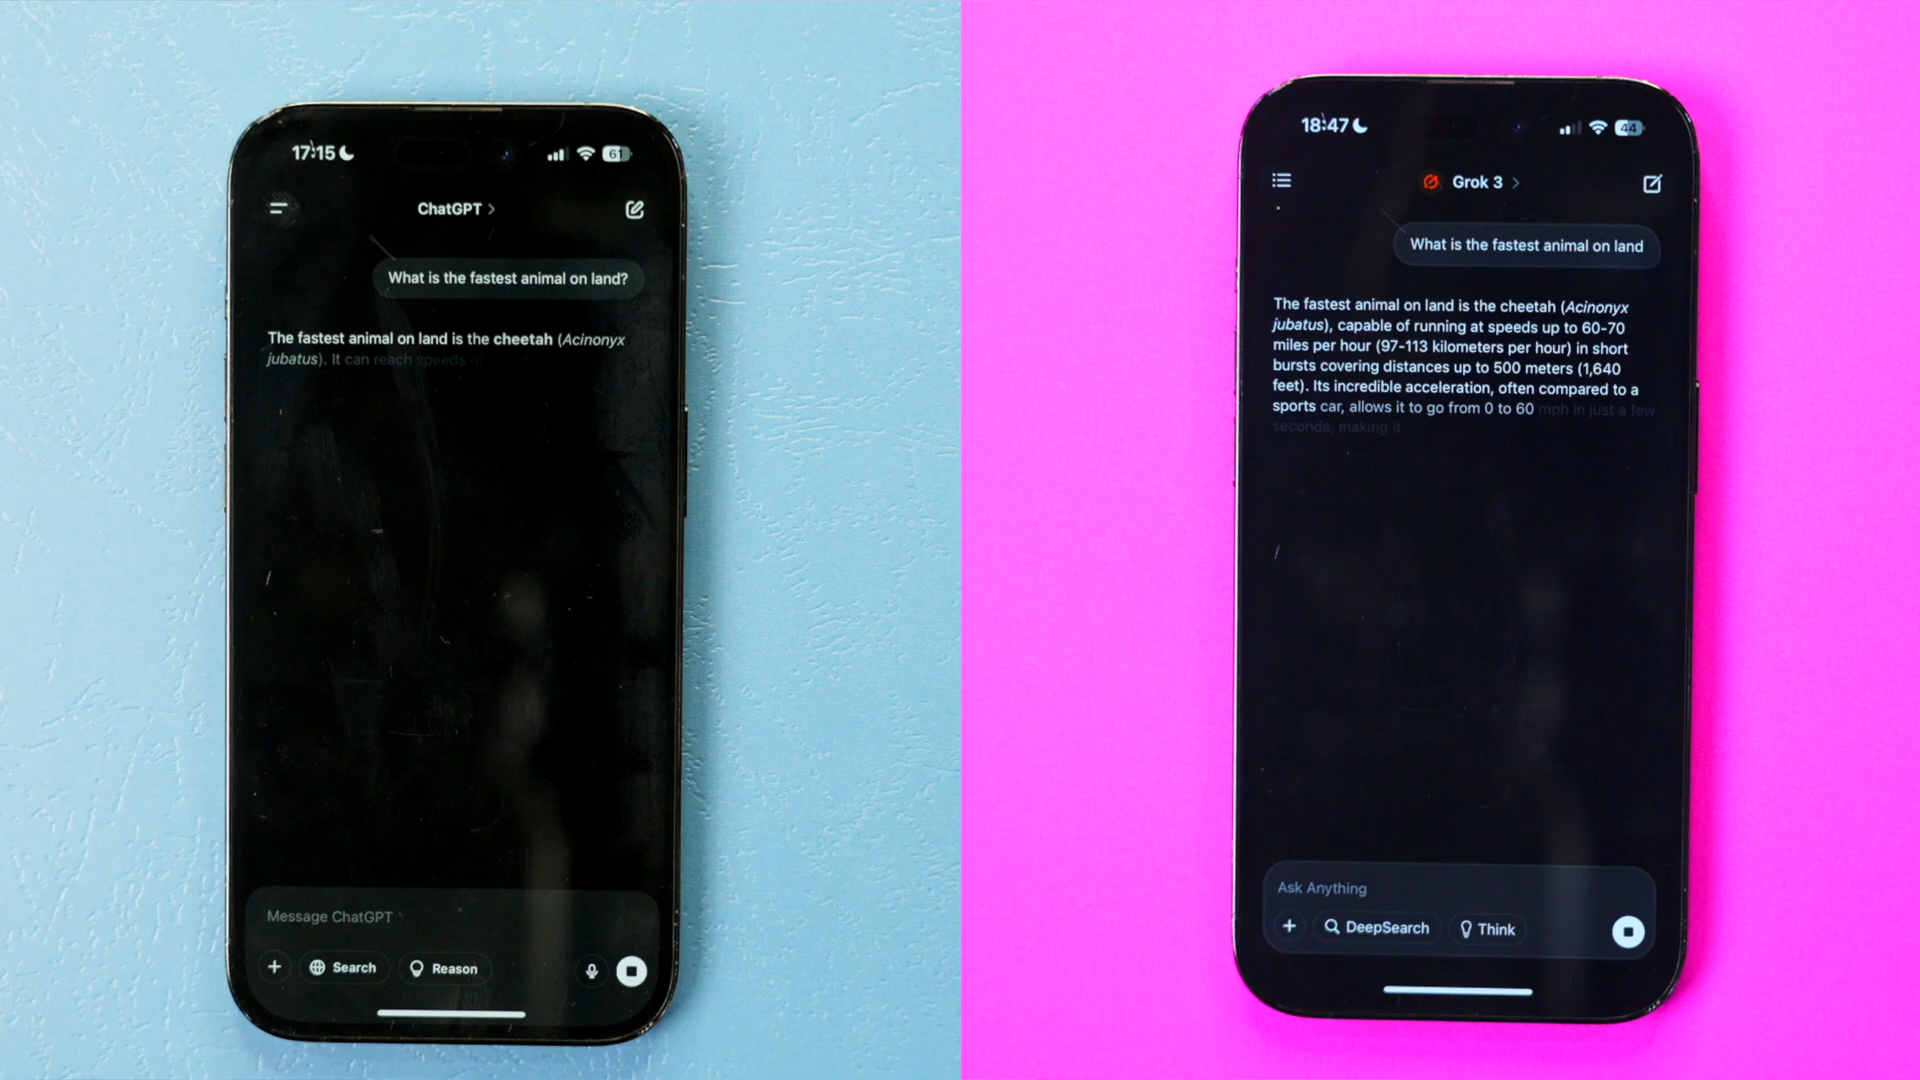 17:15
61
ChatGPT >
What is the fastest animal on land?
The fastest animal on land is the cheetah (Acinonyx
jubatus). It can reach speeds
Message ChatGPT
Search
Reason
18:47
44
Grok 3 >
What is the fastest animal on land
The fastest animal on land is the cheetah (Acinonyx
jubatus), capable of running at speeds up to 60-70
miles per hour (97-113 kilometers per hour) in short
bursts covering distances up to 500 meters (1,640
feet). Its incredible acceleration, often compared to a
sports car, allows it to go from 0 to 60 mph in just a few
seconds, making it
Ask Anything
DeepSearch
Think